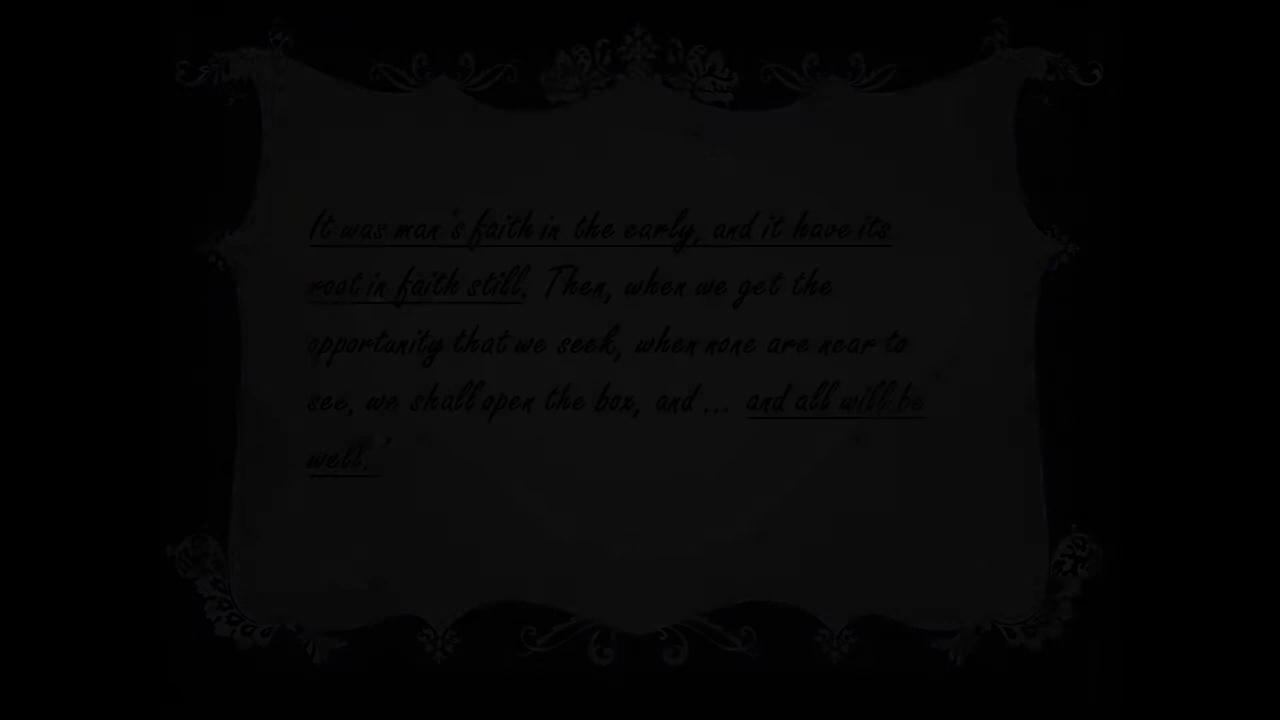 It was man's faith in the early, and it have its
root in faith still. Then, when we get the
opportunity that we seek, when none are near to
see, we shall open the box, and ... and all will be
well.'